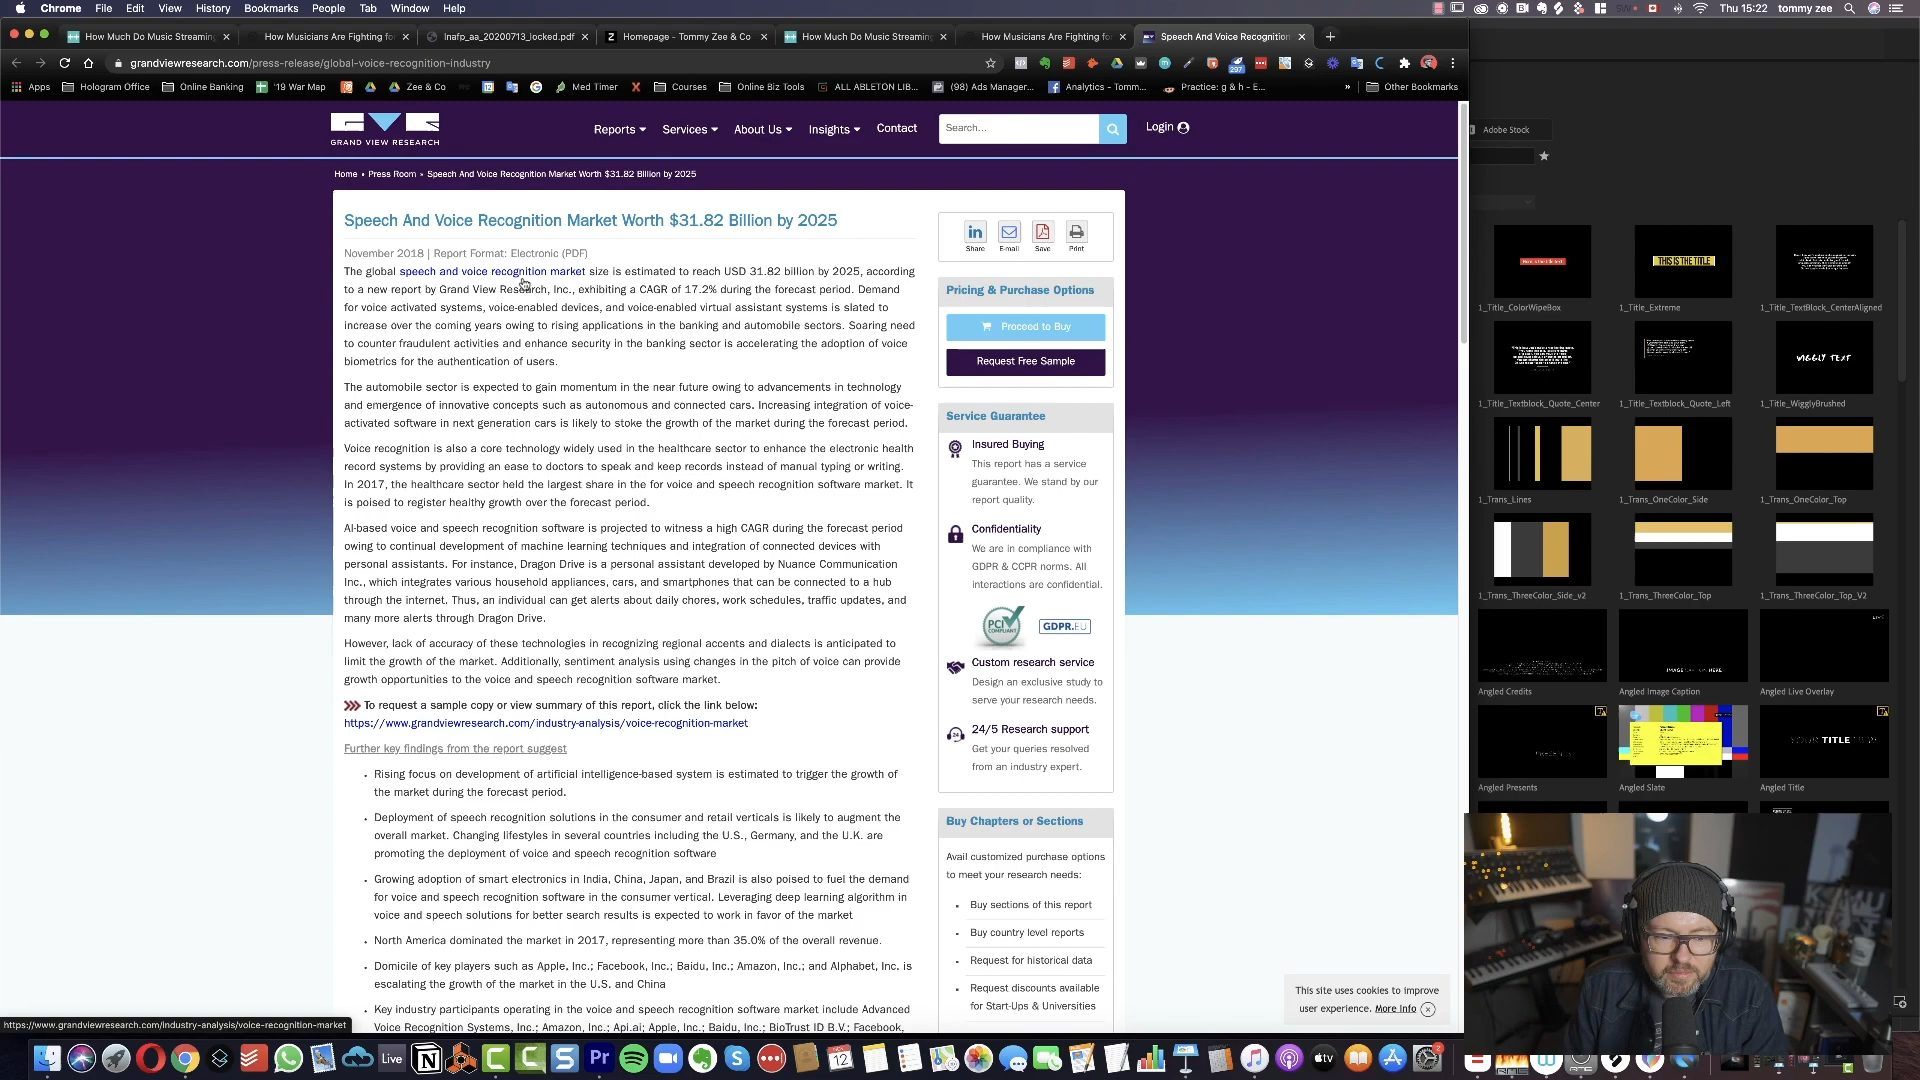 Chrome File Edit View History Bookmarks People Tab Window Help Thu 15:22 tommy zee
How Much Do Music Streaming How Musicians Are Fighting fo lnafp_aa_20200713_locked.pdf Homepage - Tommy Zee & Co How Much Do Music Streaming How Musicians Are Fighting fo Speech And Voice Recognition
grandviewresearch.com/press-release/global-voice-recognition-industry
297
Apps Hologram Office Online Banking '19 War Map Zee & Co Med Timer Courses Online Biz Tools ALL ABLETON LIB... (98) Ads Manager... Analytics - Tomm... Practice: g & h - E... » Other Bookmarks
GRAND VIEW RESEARCH
Reports Services About Us Insights Contact Search... Login
Home • Press Room » Speech And Voice Recognition Market Worth $31.82 Billion by 2025
Speech And Voice Recognition Market Worth $31.82 Billion by 2025
November 2018 | Report Format: Electronic (PDF)
The global speech and voice recognition market size is estimated to reach USD 31.82 billion by 2025, according
to a new report by Grand View Research, Inc., exhibiting a CAGR of 17.2% during the forecast period. Demand
for voice activated systems, voice-enabled devices, and voice-enabled virtual assistant systems is slated to
increase over the coming years owing to rising applications in the banking and automobile sectors. Soaring need
to counter fraudulent activities and enhance security in the banking sector is accelerating the adoption of voice
biometrics for the authentication of users.
The automobile sector is expected to gain momentum in the near future owing to advancements in technology
and emergence of innovative concepts such as autonomous and connected cars. Increasing integration of voice-
activated software in next generation cars is likely to stoke the growth of the market during the forecast period.
Voice recognition is also a core technology widely used in the healthcare sector to enhance the electronic health
record systems by providing an ease to doctors to speak and keep records instead of manual typing or writing.
In 2017, the healthcare sector held the largest share in the for voice and speech recognition software market. It
is poised to register healthy growth over the forecast period.
AI-based voice and speech recognition software is projected to witness a high CAGR during the forecast period
owing to continual development of machine learning techniques and integration of connected devices with
personal assistants. For instance, Dragon Drive is a personal assistant developed by Nuance Communication
Inc., which integrates various household appliances, cars, and smartphones that can be connected to a hub
through the internet. Thus, an individual can get alerts about daily chores, work schedules, traffic updates, and
many more alerts through Dragon Drive.
However, lack of accuracy of these technologies in recognizing regional accents and dialects is anticipated to
limit the growth of the market. Additionally, sentiment analysis using changes in the pitch of voice can provide
growth opportunities to the voice and speech recognition software market.
To request a sample copy or view summary of this report, click the link below:
https://www.grandviewresearch.com/industry-analysis/voice-recognition-market
Further key findings from the report suggest
• Rising focus on development of artificial intelligence-based system is estimated to trigger the growth of
the market during the forecast period.
• Deployment of speech recognition solutions in the consumer and retail verticals is likely to augment the
overall market. Changing lifestyles in several countries including the U.S., Germany, and the U.K. are
promoting the deployment of voice and speech recognition software
• Growing adoption of smart electronics in India, China, Japan, and Brazil is also poised to fuel the demand
for voice and speech recognition software in the consumer vertical. Leveraging deep learning algorithm in
voice and speech solutions for better search results is expected to work in favor of the market
• North America dominated the market in 2017, representing more than 35.0% of the overall revenue.
• Domicile of key players such as Apple, Inc.; Facebook, Inc.; Baidu, Inc.; Amazon, Inc.; and Alphabet, Inc. is
escalating the growth of the market in the U.S. and China
• Key industry participants operating in the voice and speech recognition software market include Advanced
Voice Recognition Systems, Inc.; Amazon, Inc.; Api.ai; Apple, Inc.; Baidu, Inc.; BioTrust ID B.V.; Facebook,
Share E-mail Save Print
Pricing & Purchase Options
Proceed to Buy
Request Free Sample
Service Guarantee
Insured Buying
This report has a service
guarantee. We stand by our
report quality.
Confidentiality
We are in compliance with
GDPR & CCPR norms. All
interactions are confidential.
PCI COMPLIANT GDPR.EU
Custom research service
Design an exclusive study to
serve your research needs.
24/5 Research support
Get your queries resolved
from an industry expert.
Buy Chapters or Sections
Avail customized purchase options
to meet your research needs:
• Buy sections of this report
• Buy country level reports
• Request for historical data
• Request discounts available
for Start-Ups & Universities
This site uses cookies to improve
user experience. More Info
https://www.grandviewresearch.com/industry-analysis/voice-recognition-market
Adobe Stock
THIS IS THE TITLE
1_Title_ColorWipeBox 1_Title_Extreme 1_Title_TextBlock_CenterAligned
WIGGLY TEXT
1_Title_Textblock_Quote_Center 1_Title_Textblock_Quote_Left 1_Title_WigglyBrushed
1_Trans_Lines 1_Trans_OneColor_Side 1_Trans_OneColor_Top
1_Trans_ThreeColor_Side_v2 1_Trans_ThreeColor_Top 1_Trans_ThreeColor_Top_V2
LIVE
Angled Credits Angled Image Caption Angled Live Overlay
YOUR TITLE HERE
Angled Presents Angled Slate Angled Title
Live Pr 12 2